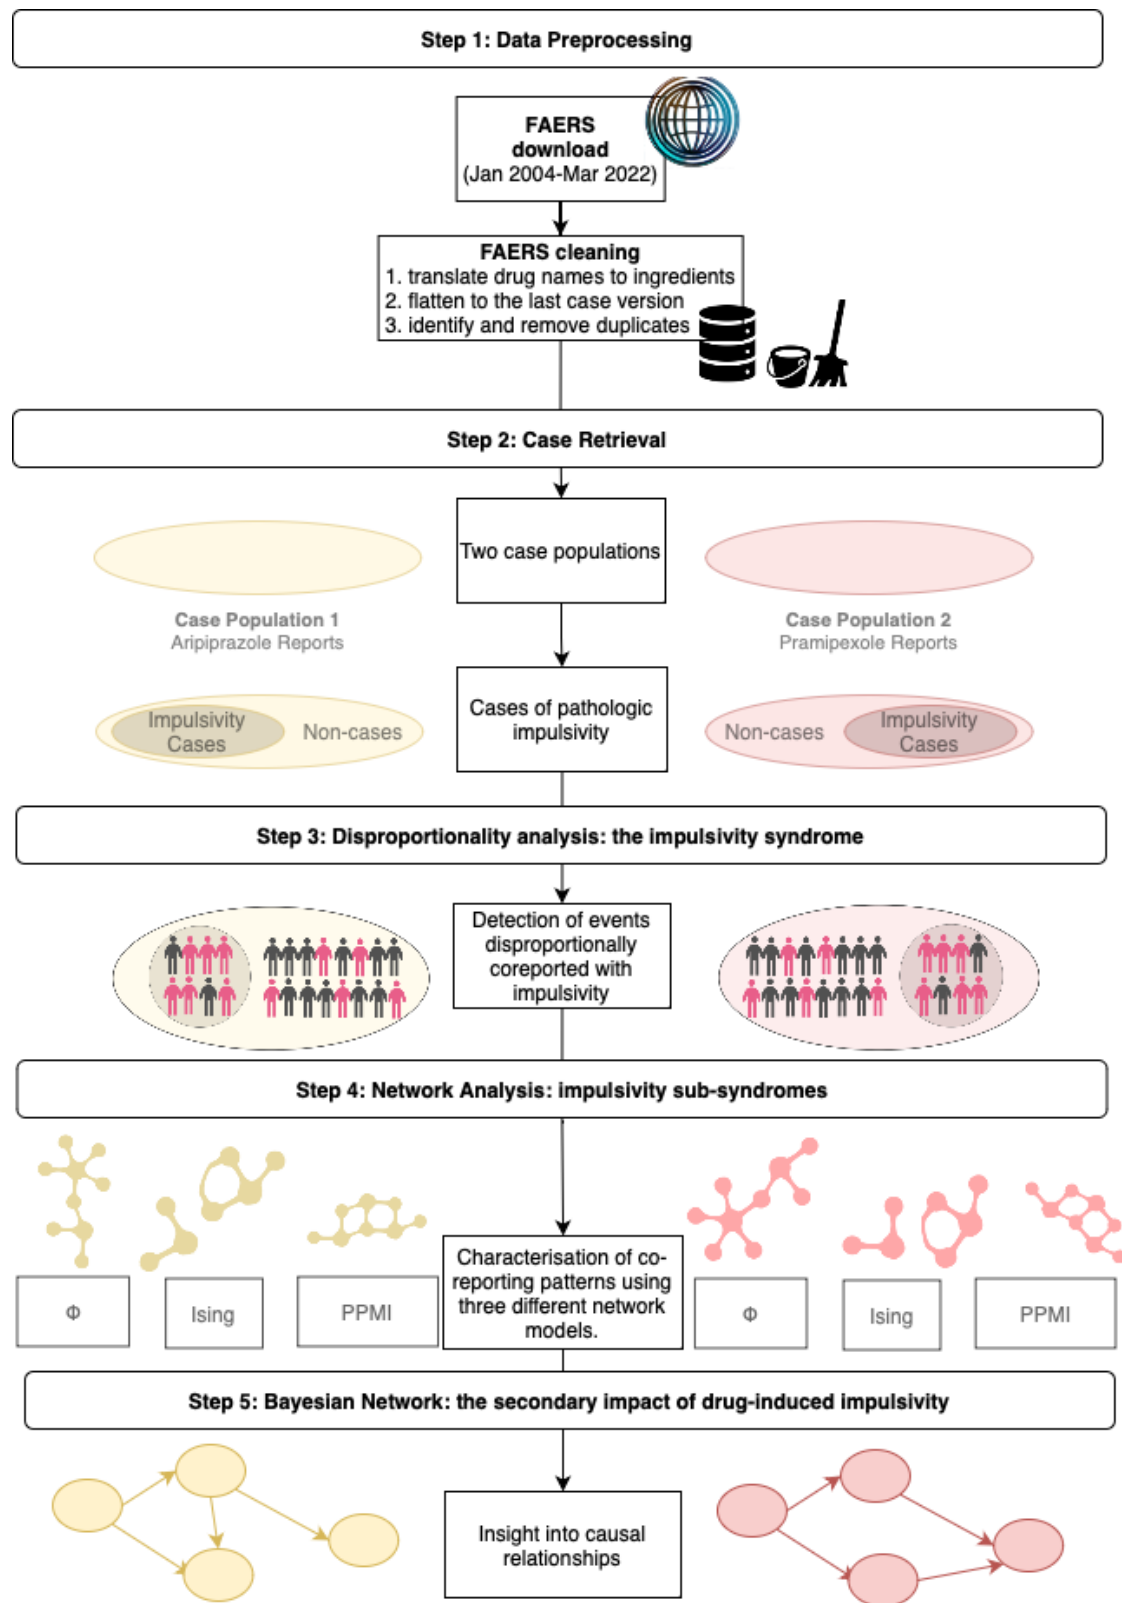 Step 1: Data Preprocessing
FAERS
download
(Jan 2004-Mar 2022)
FAERS cleaning
1. translate drug names to ingredients
2. flatten to the last case version
3. identify and remove duplicates
Step 2: Case Retrieval
Two case populations
Case Population 1
Aripiprazole Reports
Case Population 2
Pramipexole Reports
Impulsivity
Cases
Non-cases
Cases of pathologic
impulsivity
Non-cases
Impulsivity
Cases
Step 3: Disproportionality analysis: the impulsivity syndrome
Detection of events
disproportionally
coreported with
impulsivity
Step 4: Network Analysis: impulsivity sub-syndromes
Φ
Ising
PPMI
Characterisation of co-
reporting patterns using
three different network
models.
Φ
Ising
PPMI
Step 5: Bayesian Network: the secondary impact of drug-induced impulsivity
Insight into causal
relationships